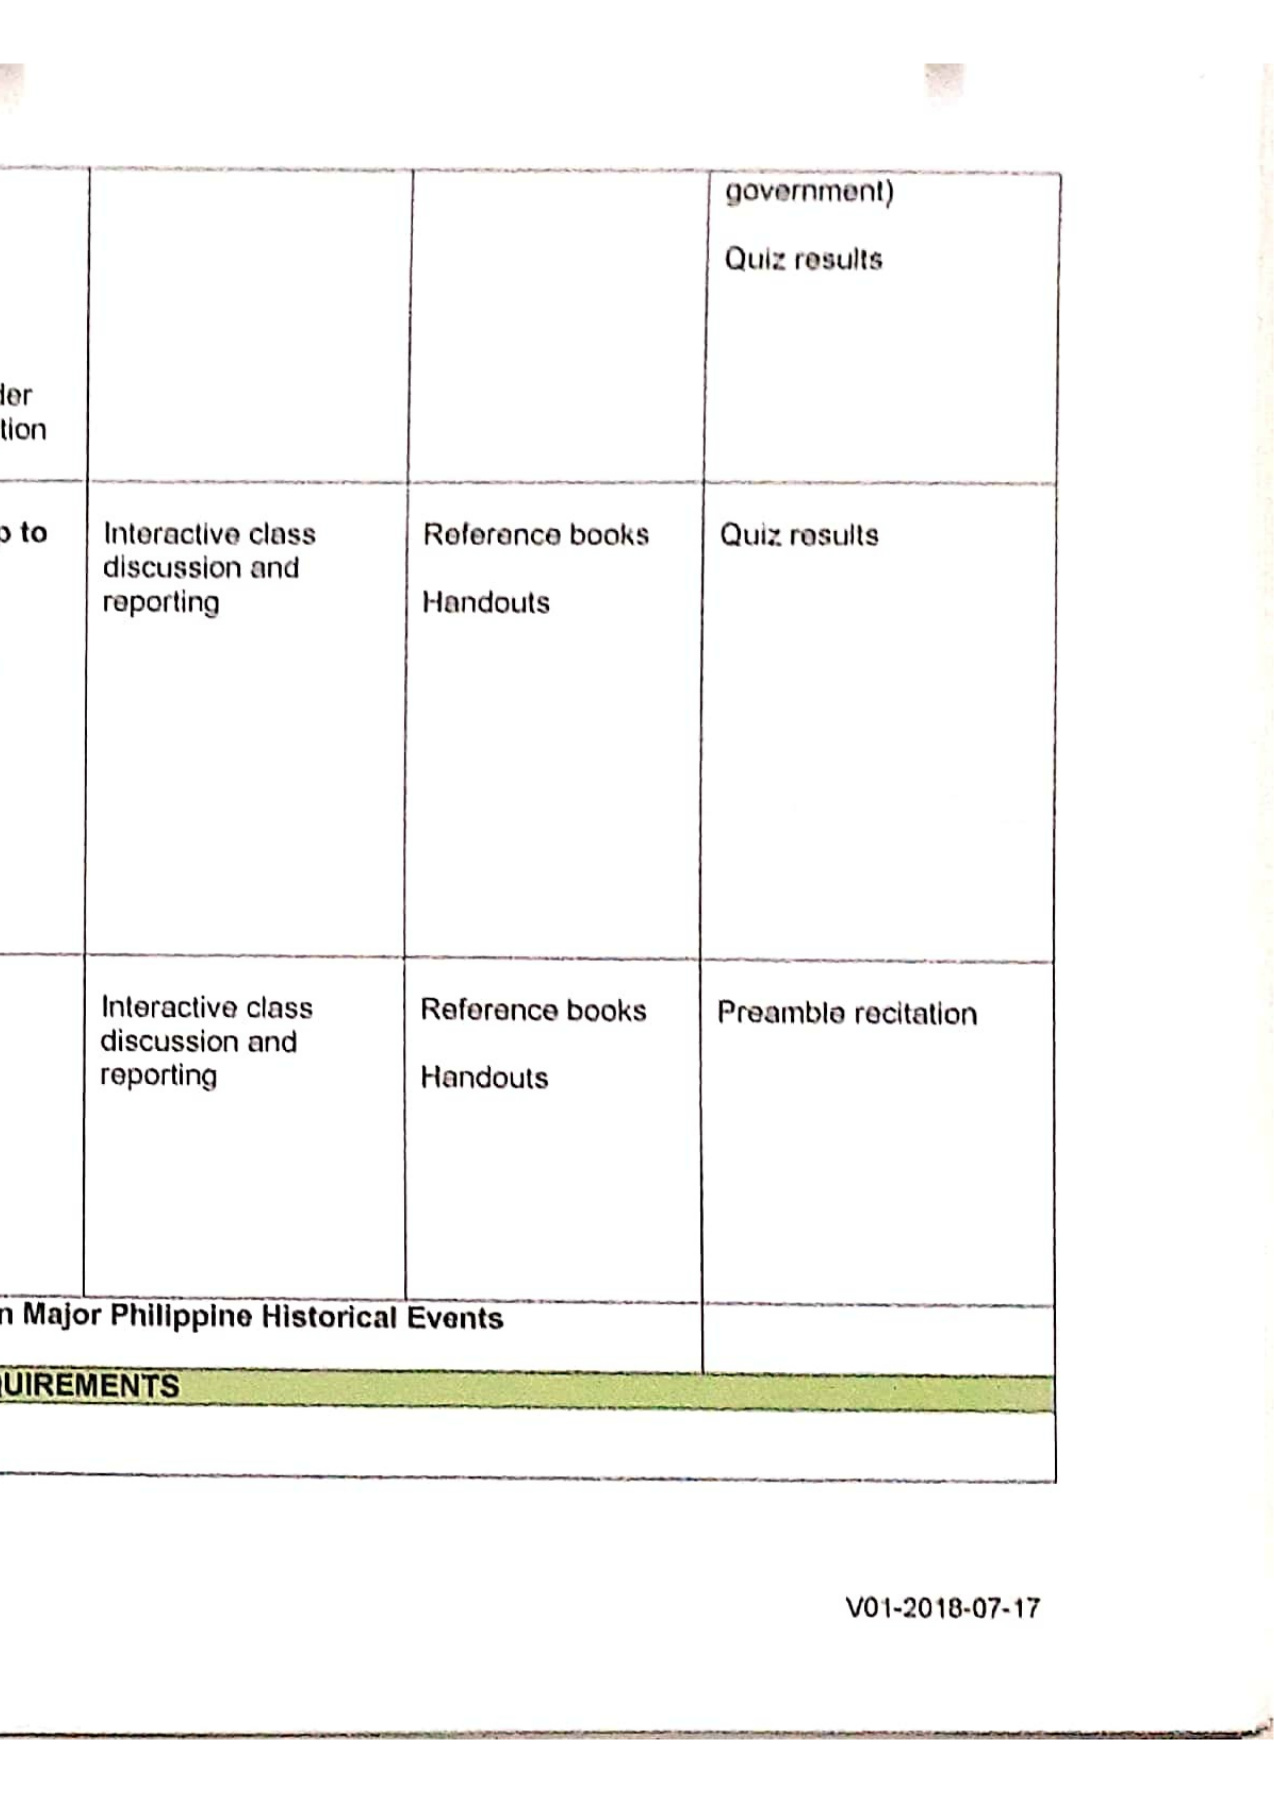 government)
Quiz results
der
tion
to
Interactive class
discussion and
reporting
Reference books
Handouts
Quiz results
Interactive class
discussion and
reporting
Reference books
Handouts
Preamble recitation
n Major Philippine Historical Events
QUIREMENTS
V01-2018-07-17